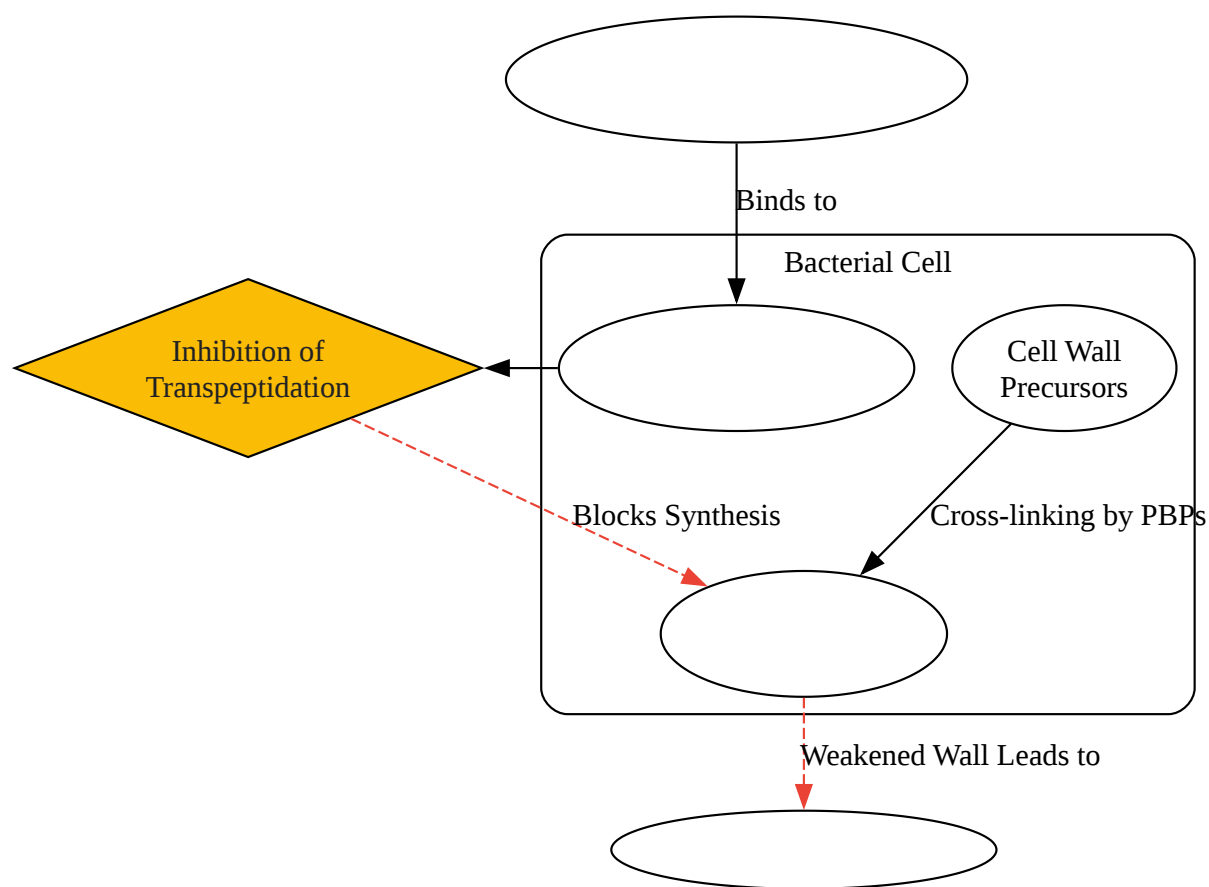 Binds to
Bacterial Cell
Inhibition of
Transpeptidation
Cell Wall
Precursors
Blocks Synthesis
Cross-linking by PBPs
Weakened Wall Leads to